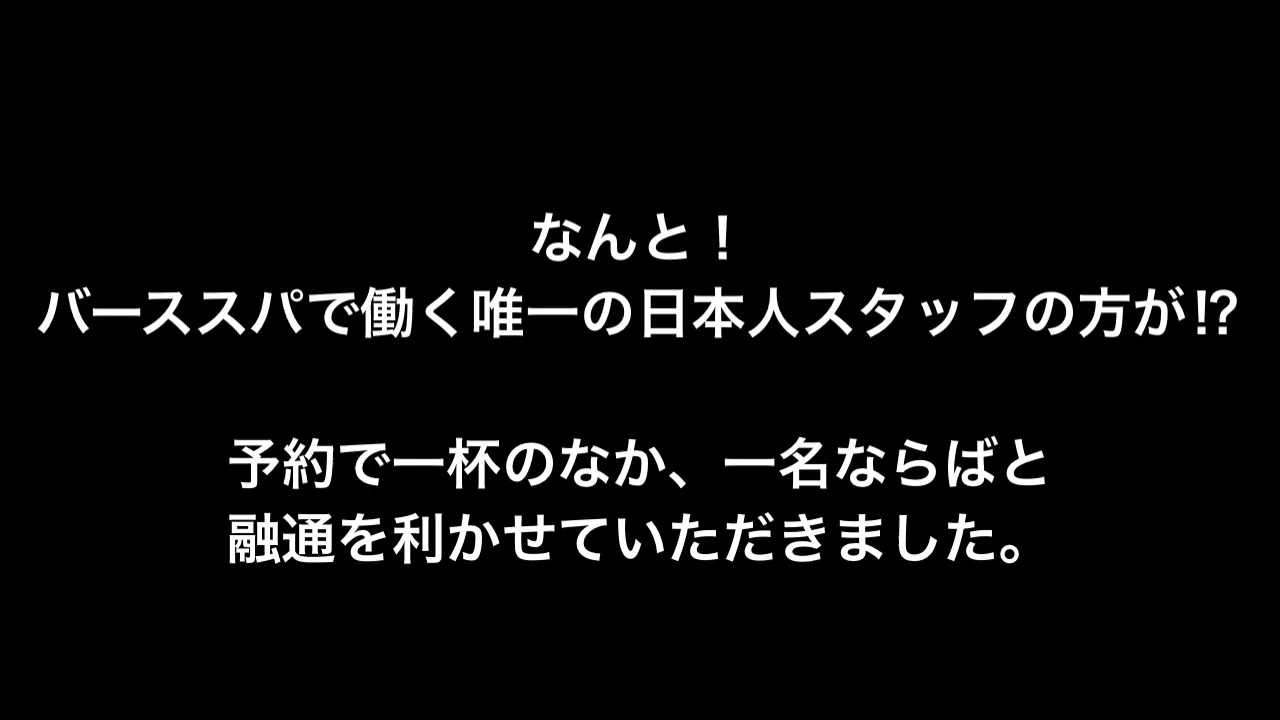 なんと！
バーススパで働く唯一の日本人スタッフの方が⁉
予約で一杯のなか、一名ならばと
融通を利かせていただきました。